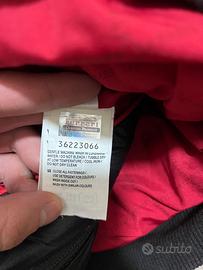 Ferrari
36223066
GENTLE MACHINE WASH IN LUKEWARM
WATER / DO NOT BLEACH / TUMBLE DRY
AT LOW TEMPERATURE / COOL IRON /
DO NOT DRY CLEAN
CLOSE ALL FASTENINGS /
USE DETERGENT FOR COLOURS /
WASH INSIDE OUT /
WASH WITH SIMILAR COLOURS
subito